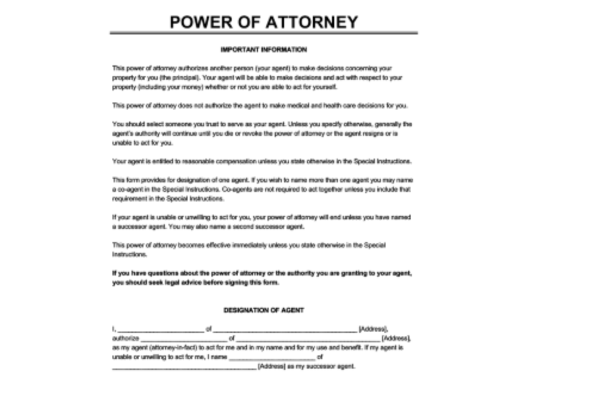 POWER OF ATTORNEY
IMPORTANT INFORMATION
This power of attorney authorizes another person (your agent) to make decisions concerning your
property for you (the principal). Your agent will be able to make decisions and act with respect to your
property (including your money) whether or not you are able to act for yourself.
This power of attorney does not authorize the agent to make medical and health care decisions for you.
You should select someone you trust to serve as your agent. Unless you specify otherwise, generally the
agent's authority will continue until you die or revoke the power of attorney or the agent resigns or is
unable to act for you.
Your agent is entitled to reasonable compensation unless you state otherwise in the Special Instructions.
This form provides for designation of one agent. If you wish to name more than one agent you may name
a co-agent in the Special Instructions. Co-agents are not required to act together unless you include that
requirement in the Special Instructions.
If your agent is unable or unwilling to act for you, your power of attorney will end unless you have named
a successor agent. You may also name a second successor agent.
This power of attorney becomes effective immediately unless you state otherwise in the Special
Instructions.
If you have questions about the power of attorney or the authority you are granting to your agent,
you should seek legal advice before signing this form.
DESIGNATION OF AGENT
I, _________________________ of _________________________________________ [Address],
authorize _________________________ of _________________________________________ [Address],
as my agent (attorney-in-fact) to act for me and in my name and for my use and benefit. If my agent is
unable or unwilling to act for me, I name _________________________ of
_________________________________________ [Address] as my successor agent.